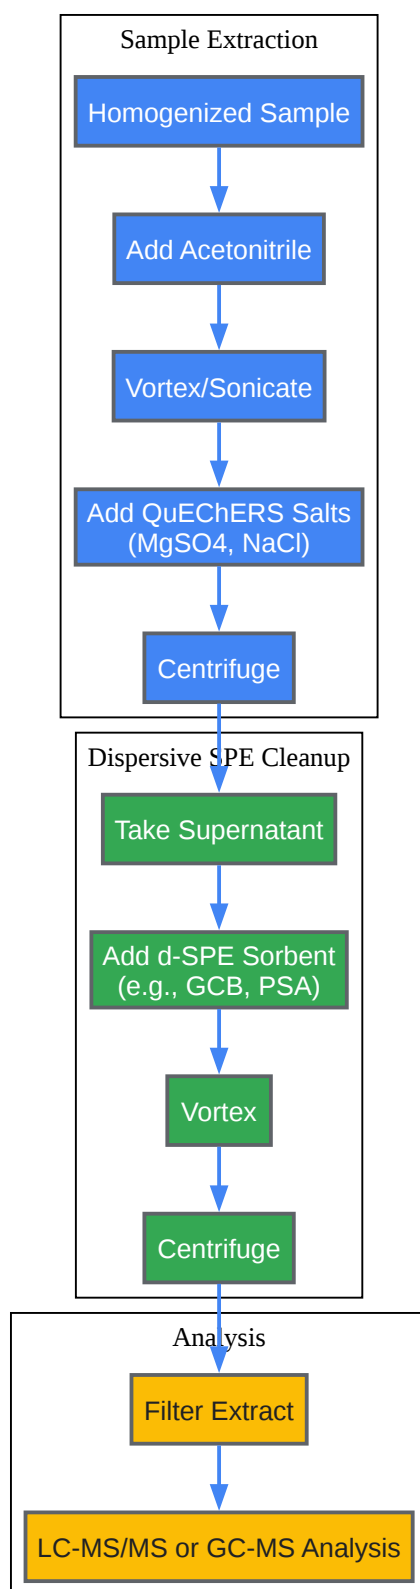 Sample Extraction
Homogenized Sample
Add Acetonitrile
Vortex/Sonicate
Add QuEChERS Salts
(MgSO4, NaCl)
Centrifuge
Dispersive SPE Cleanup
Take Supernatant
Add d-SPE Sorbent
(e.g., GCB, PSA)
Vortex
Centrifuge
Analysis
Filter Extract
LC-MS/MS or GC-MS Analysis